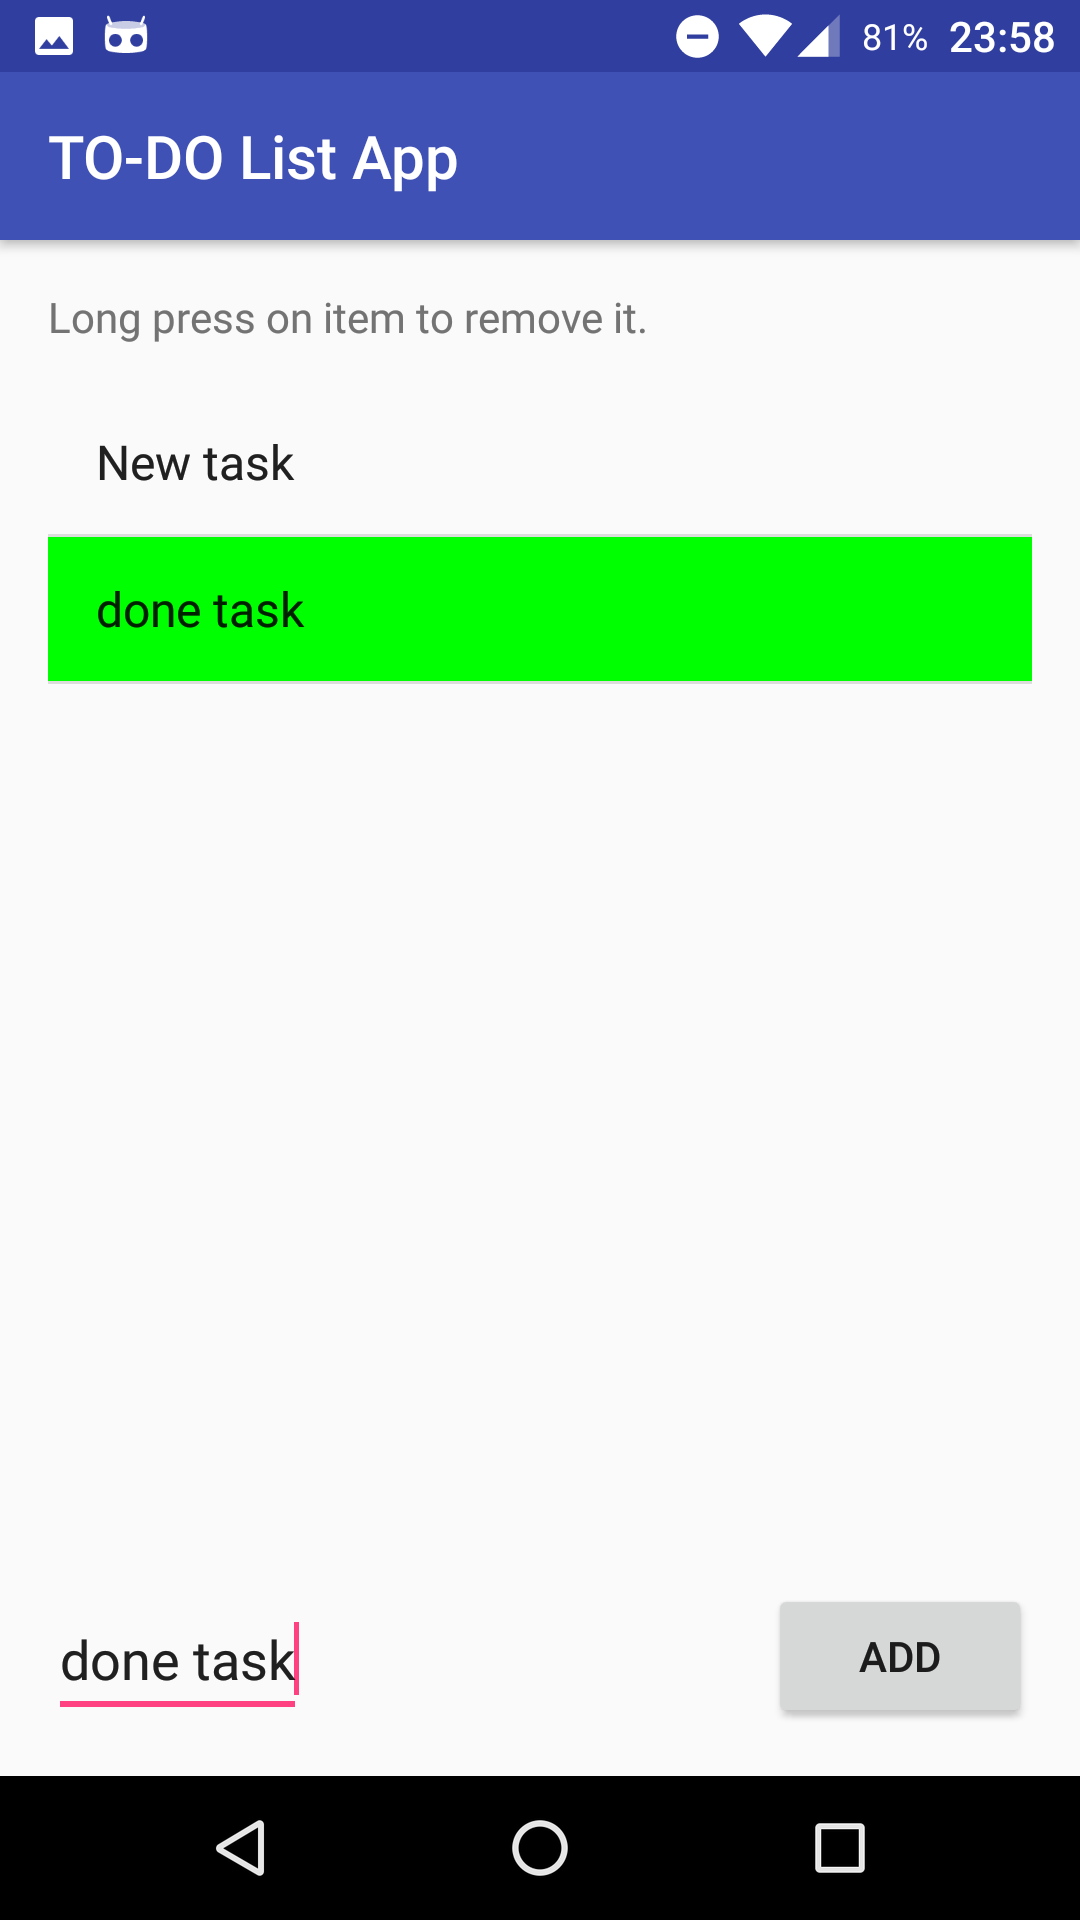 81% 23:58
TO-DO List App
Long press on item to remove it.
New task
done task
done task
ADD